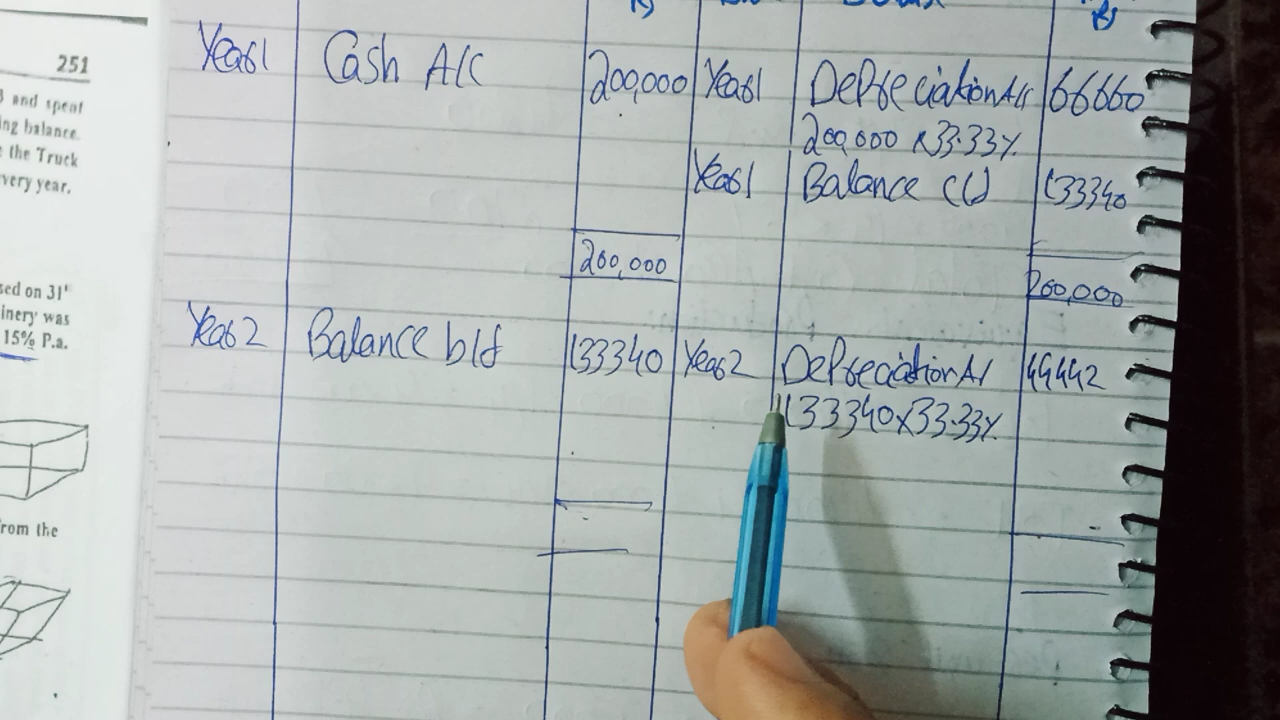 251
and spent
ing balance.
the Truck
very year.
sed on 31
inery was
15% P.a.
rom the
Year1 Cash A/C 200,000 Year1 Depreciation A/c 66660
200,000 x 33.33%
Year1 Balance c/d 133340
200,000 200,000
Year2 Balance b/d 133340 Year2 Depreciation A/ 44442
133340 x 33.33%